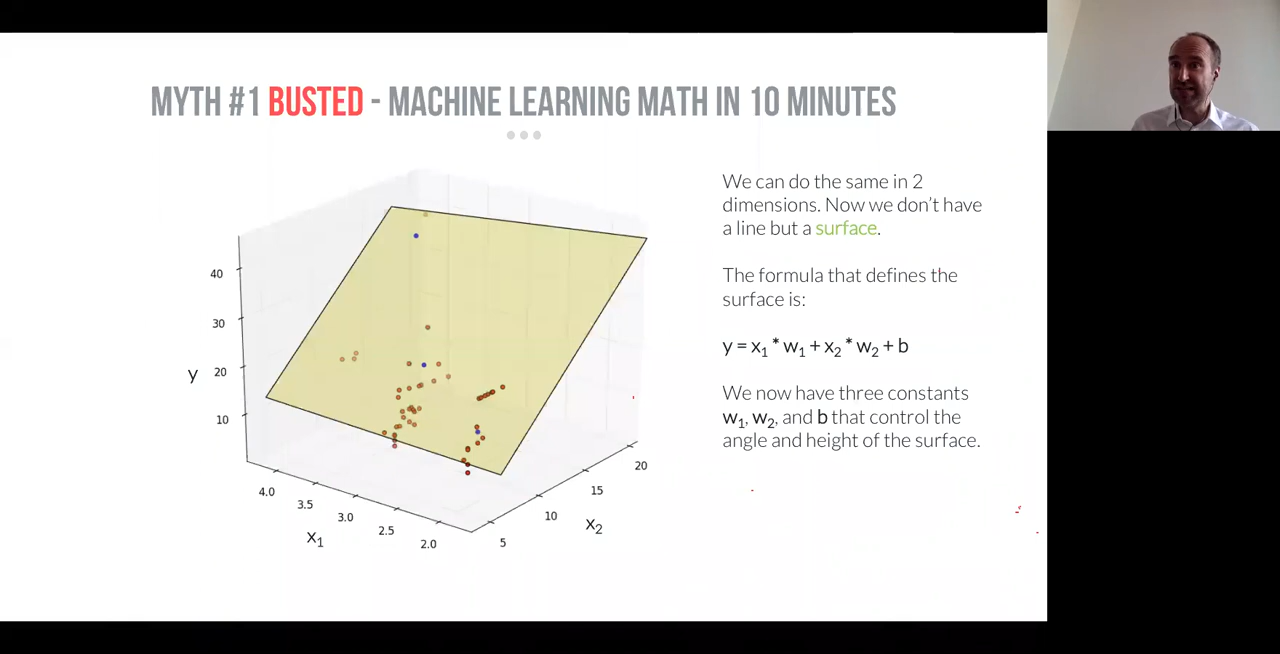 MYTH #1 BUSTED - MACHINE LEARNING MATH IN 10 MINUTES
We can do the same in 2
dimensions. Now we don't have
a line but a surface.
The formula that defines the
surface is:
y = x₁ * w₁ + x₂ * w₂ + b
We now have three constants
w₁, w₂, and b that control the
angle and height of the surface.
40
30
y 20
10
4.0
3.5
3.0
2.5
2.0
x₁
5
10
15
20
x₂